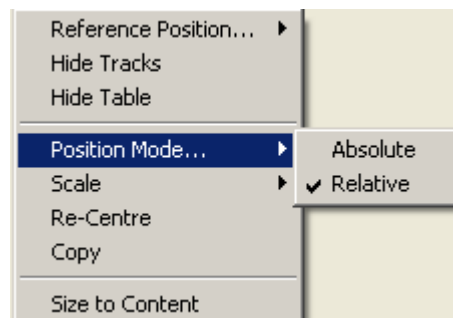 Reference Position...
Hide Tracks
Hide Table
Position Mode...
Absolute
Scale
Relative
Re-Centre
Copy
Size to Content